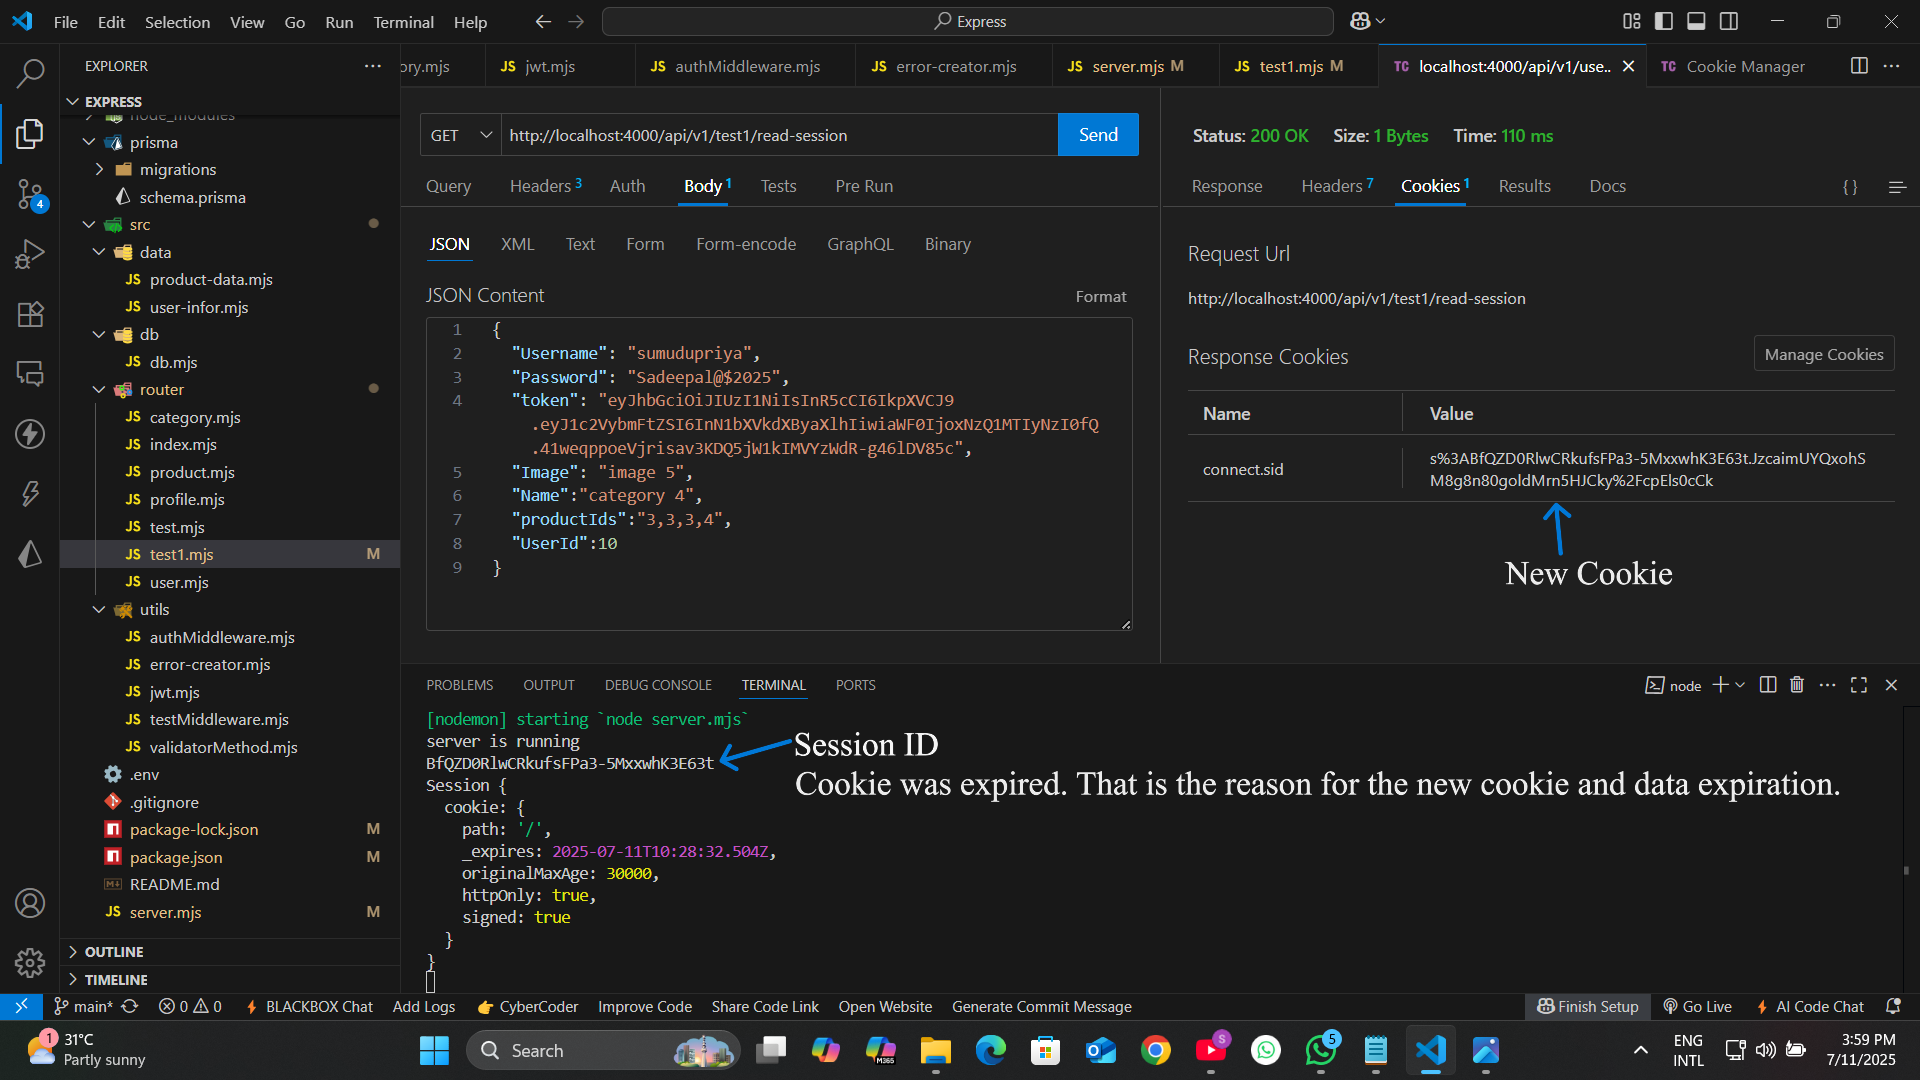 File Edit Selection View Go Run Terminal Help
Express
EXPLORER
ory.mjs
JS jwt.mjs
JS authMiddleware.mjs
JS error-creator.mjs
JS server.mjs M
JS test1.mjs M
TC localhost:4000/api/v1/use..
TC Cookie Manager
EXPRESS
node_modules
prisma
migrations
schema.prisma
src
data
JS product-data.mjs
JS user-infor.mjs
db
JS db.mjs
router
JS category.mjs
JS index.mjs
JS product.mjs
JS profile.mjs
JS test.mjs
JS test1.mjs M
JS user.mjs
utils
JS authMiddleware.mjs
JS error-creator.mjs
JS jwt.mjs
JS testMiddleware.mjs
JS validatorMethod.mjs
.env
.gitignore
package-lock.json M
package.json M
README.md
JS server.mjs M
OUTLINE
TIMELINE
4
GET http://localhost:4000/api/v1/test1/read-session Send
Query Headers 3 Auth Body 1 Tests Pre Run
JSON XML Text Form Form-encode GraphQL Binary
JSON Content Format
1 {
2 "Username": "sumudupriya",
3 "Password": "Sadeepal@$2025",
4 "token": "eyJhbGciOiJIUzI1NiIsInR5cCI6IkpXVCJ9
.eyJ1c2VybmFtZSI6InN1bXVkdXByaXlhIiwiaWF0IjoxNzQ1MTIyNzI0fQ
.41weqppoeVjrisav3KDQ5jW1kIMVYzWdR-g46lDV85c",
5 "Image": "image 5",
6 "Name":"category 4",
7 "productIds":"3,3,3,4",
8 "UserId":10
9 }
Status: 200 OK Size: 1 Bytes Time: 110 ms
Response Headers 7 Cookies 1 Results Docs { }
Request Url
http://localhost:4000/api/v1/test1/read-session
Response Cookies Manage Cookies
Name Value
connect.sid
s%3ABfQZD0RlwCRkufsFPa3-5MxxwhK3E63t.JzcaimUYQxohS
M8g8n80goldMrn5HJCky%2FcpEls0cCk
New Cookie
PROBLEMS OUTPUT DEBUG CONSOLE TERMINAL PORTS
node
[nodemon] starting `node server.mjs`
server is running
BfQZD0RlwCRkufsFPa3-5MxxwhK3E63t
Session {
cookie: {
path: '/',
_expires: 2025-07-11T10:28:32.504Z,
originalMaxAge: 30000,
httpOnly: true,
signed: true
}
}
Session ID
Cookie was expired. That is the reason for the new cookie and data expiration.
main* 0 0 BLACKBOX Chat Add Logs CyberCoder Improve Code Share Code Link Open Website Generate Commit Message Finish Setup Go Live AI Code Chat
1
31°C
Partly sunny
Search
M365
S
5
ENG
INTL
3:59 PM
7/11/2025